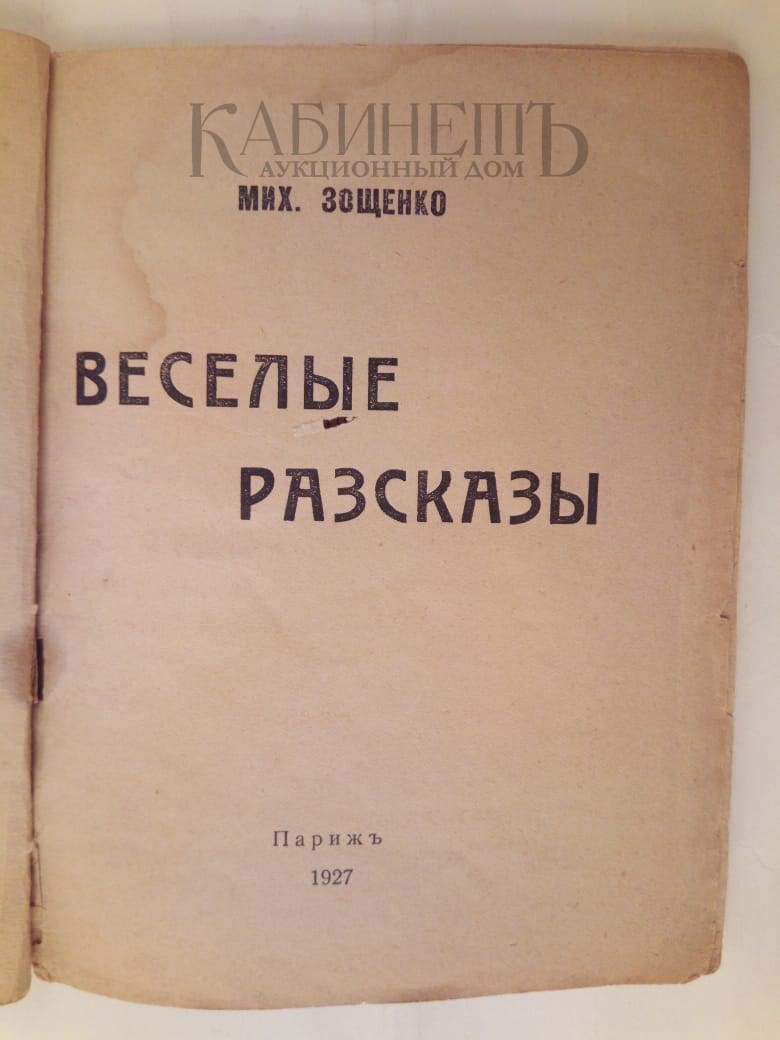 КАБИНЕТЪ
АУКЦИОННЫЙ ДОМ
МИХ. ЗОЩЕНКО
ВЕСЕЛЫЕ
РАЗСКАЗЫ
Парижъ
1927